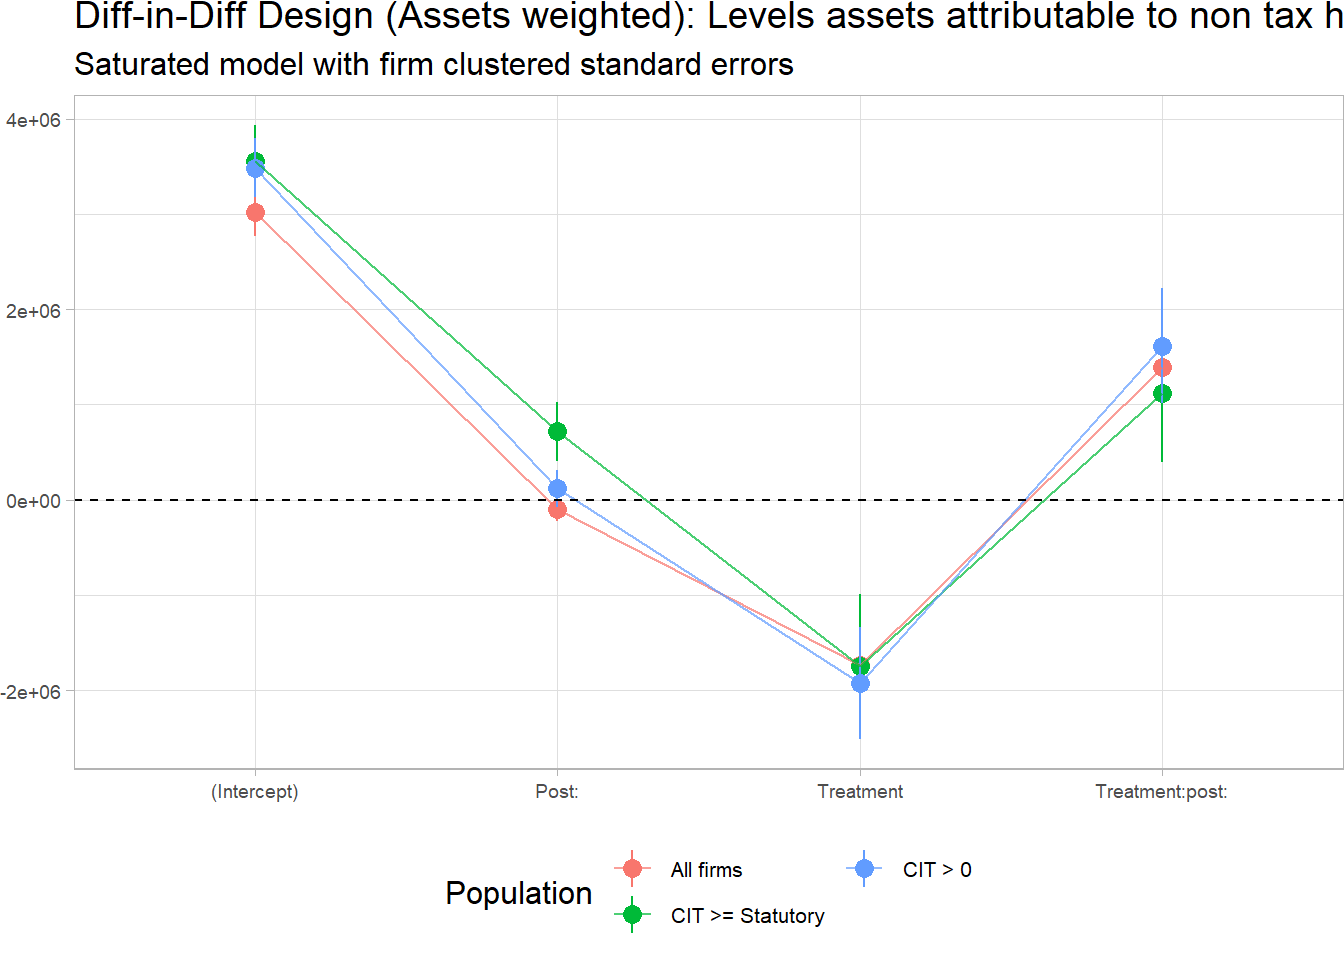 Diff-in-Diff Design (Assets weighted): Levels assets attributable to non tax h
Saturated model with firm clustered standard errors
4e+06
2e+06
0e+00
-2e+06
(Intercept)
Post:
Treatment
Treatment:post:
Population
All firms
CIT > 0
CIT >= Statutory